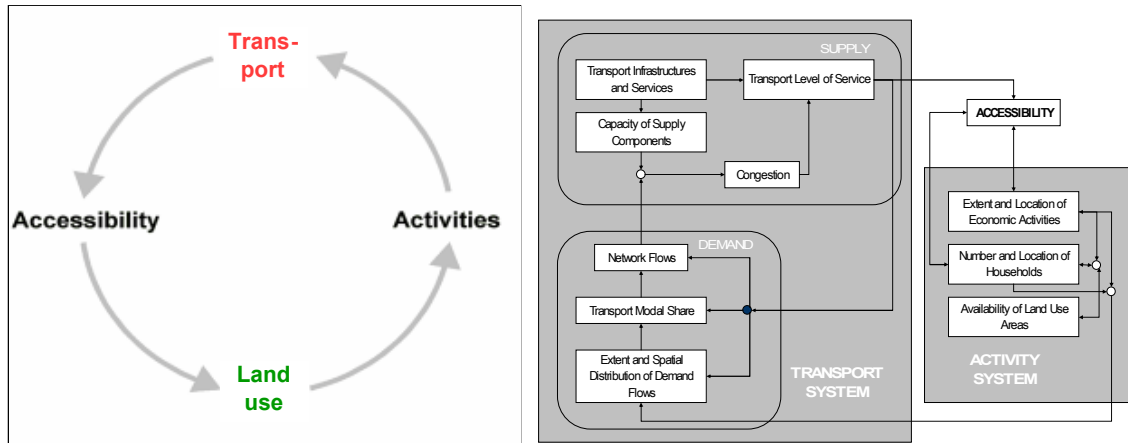 Trans-
port
Accessibility
Activities
Land
use
SUPPLY
Transport Infrastructures
and Services
Transport Level of Service
Capacity of Supply
Components
Congestion
ACCESSIBILITY
Extent and Location of
Economic Activities
DEMAND
Network Flows
Number and Location of
Households
Transport Modal Share
Availability of Land Use
Areas
Extent and Spatial
Distribution of Demand
Flows
TRANSPORT
SYSTEM
ACTIVITY
SYSTEM